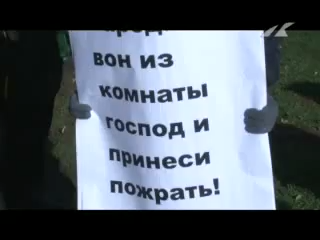 вон из
комнаты
господ и
принеси
пожрать!